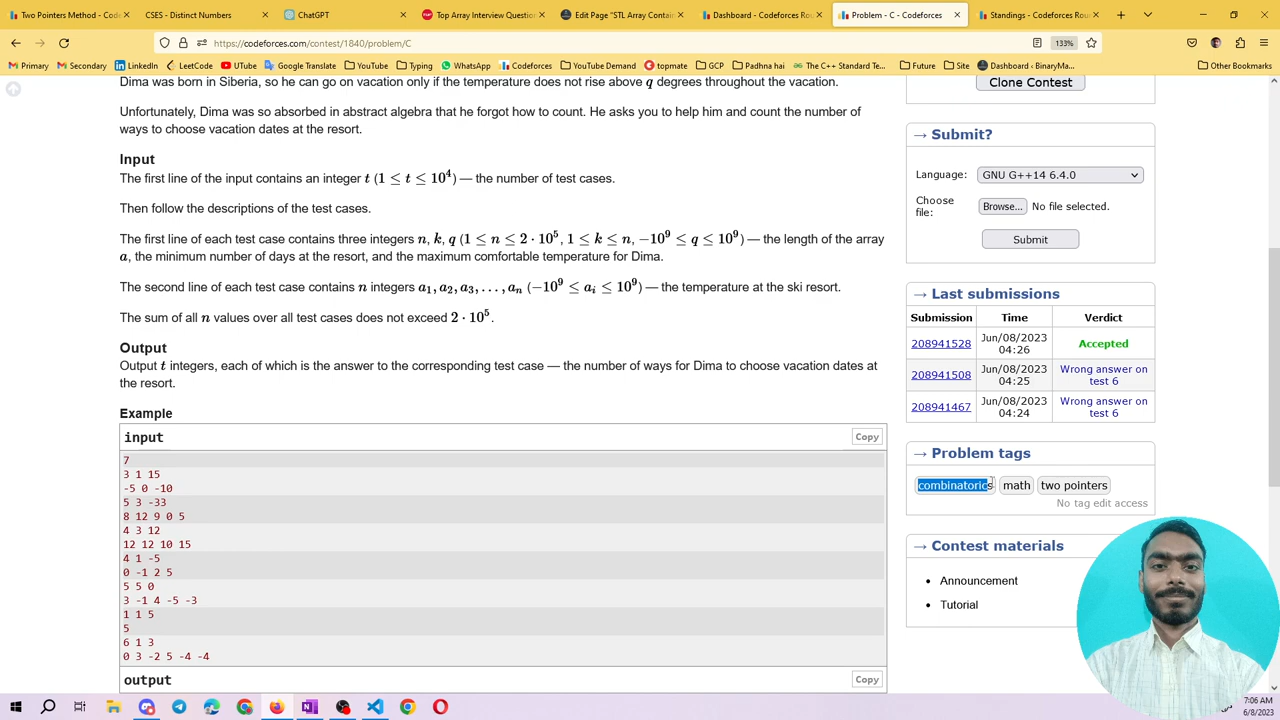 Two Pointers Method - Cod
CSES - Distinct Numbers
ChatGPT
Top Array Interview Questio
Edit Page "STL Array Contain
Dashboard - Codeforces Rou
Problem - C - Codeforces
Standings - Codeforces Roun
https://codeforces.com/contest/1840/problem/C
133%
Primary
Secondary
LinkedIn
LeetCode
UTube
Google Translate
YouTube
Typing
WhatsApp
Codeforces
YouTube Demand
GCP
topmate
Padhna hai
The C++ Standard Te...
Future
Site
Dashboard ‹ BinaryMa...
Other Bookmarks
Dima was born in Siberia, so he can go on vacation only if the temperature does not rise above q degrees throughout the vacation.
Unfortunately, Dima was so absorbed in abstract algebra that he forgot how to count. He asks you to help him and count the number of
ways to choose vacation dates at the resort.
Input
The first line of the input contains an integer t (1 ≤ t ≤ 10⁴) — the number of test cases.
Then follow the descriptions of the test cases.
The first line of each test case contains three integers n, k, q (1 ≤ n ≤ 2 · 10⁵, 1 ≤ k ≤ n, −10⁹ ≤ q ≤ 10⁹) — the length of the array
a, the minimum number of days at the resort, and the maximum comfortable temperature for Dima.
The second line of each test case contains n integers a₁, a₂, a₃, . . . , aₙ (−10⁹ ≤ aᵢ ≤ 10⁹) — the temperature at the ski resort.
The sum of all n values over all test cases does not exceed 2 · 10⁵.
Output
Output t integers, each of which is the answer to the corresponding test case — the number of ways for Dima to choose vacation dates at
the resort.
Example
input
Copy
7
3 1 15
-5 0 -10
5 3 -33
8 12 9 0 5
4 3 12
12 12 10 15
4 1 -5
0 -1 2 5
5 5 0
3 -1 4 -5 -3
1 1 5
5
6 1 3
0 3 -2 5 -4 -4
output
Copy
Clone Contest
→ Submit?
Language:
GNU G++14 6.4.0
Choose
file:
Browse...
No file selected.
Submit
→ Last submissions
Submission Time Verdict
208941528 Jun/08/2023 04:26 Accepted
208941508 Jun/08/2023 04:25 Wrong answer on test 6
208941467 Jun/08/2023 04:24 Wrong answer on test 6
→ Problem tags
combinatorics
math
two pointers
No tag edit access
→ Contest materials
Announcement
Tutorial
7:06 AM
6/8/2023